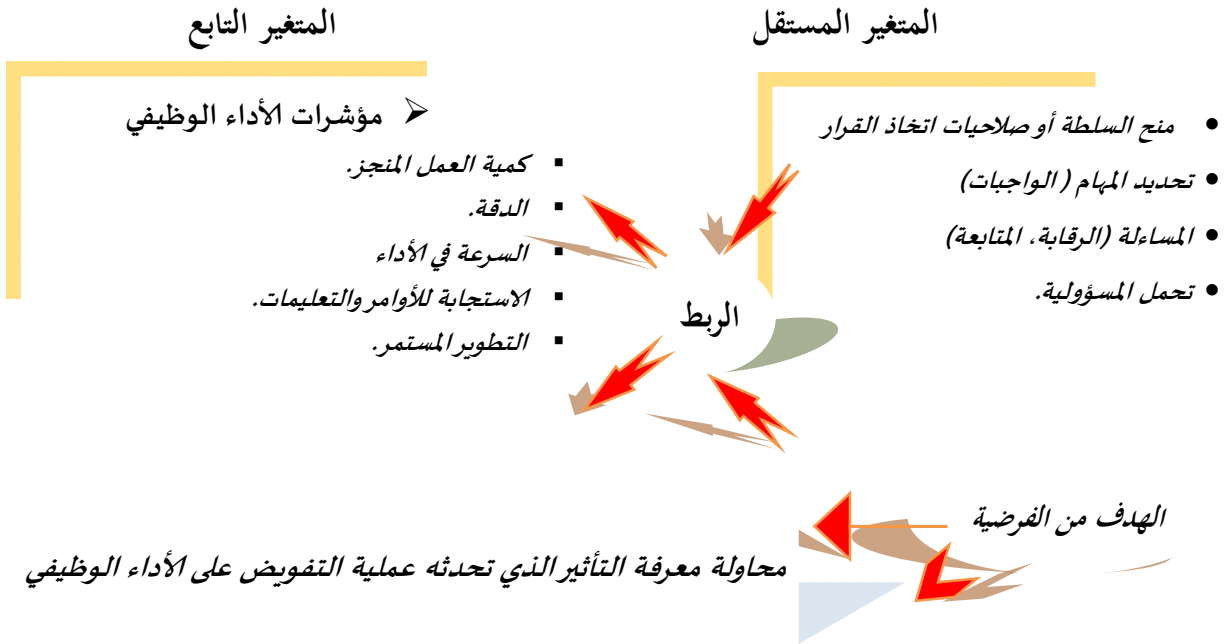 المتغير المستقل
منح السلطة أو صلاحيات اتخاذ القرار
تحديد المهام (الواجبات)
المساءلة (الرقابة، المتابعة)
تحمل المسؤولية.
المتغير التابع
مؤشرات الأداء الوظيفي
كمية العمل المنجز.
الدقة.
السرعة في الأداء
الاستجابة للأوامر والتعليمات.
التطوير المستمر.
الربط
الهدف من الفرضية
محاولة معرفة التأثير الذي تحدثه عملية التفويض على الأداء الوظيفي